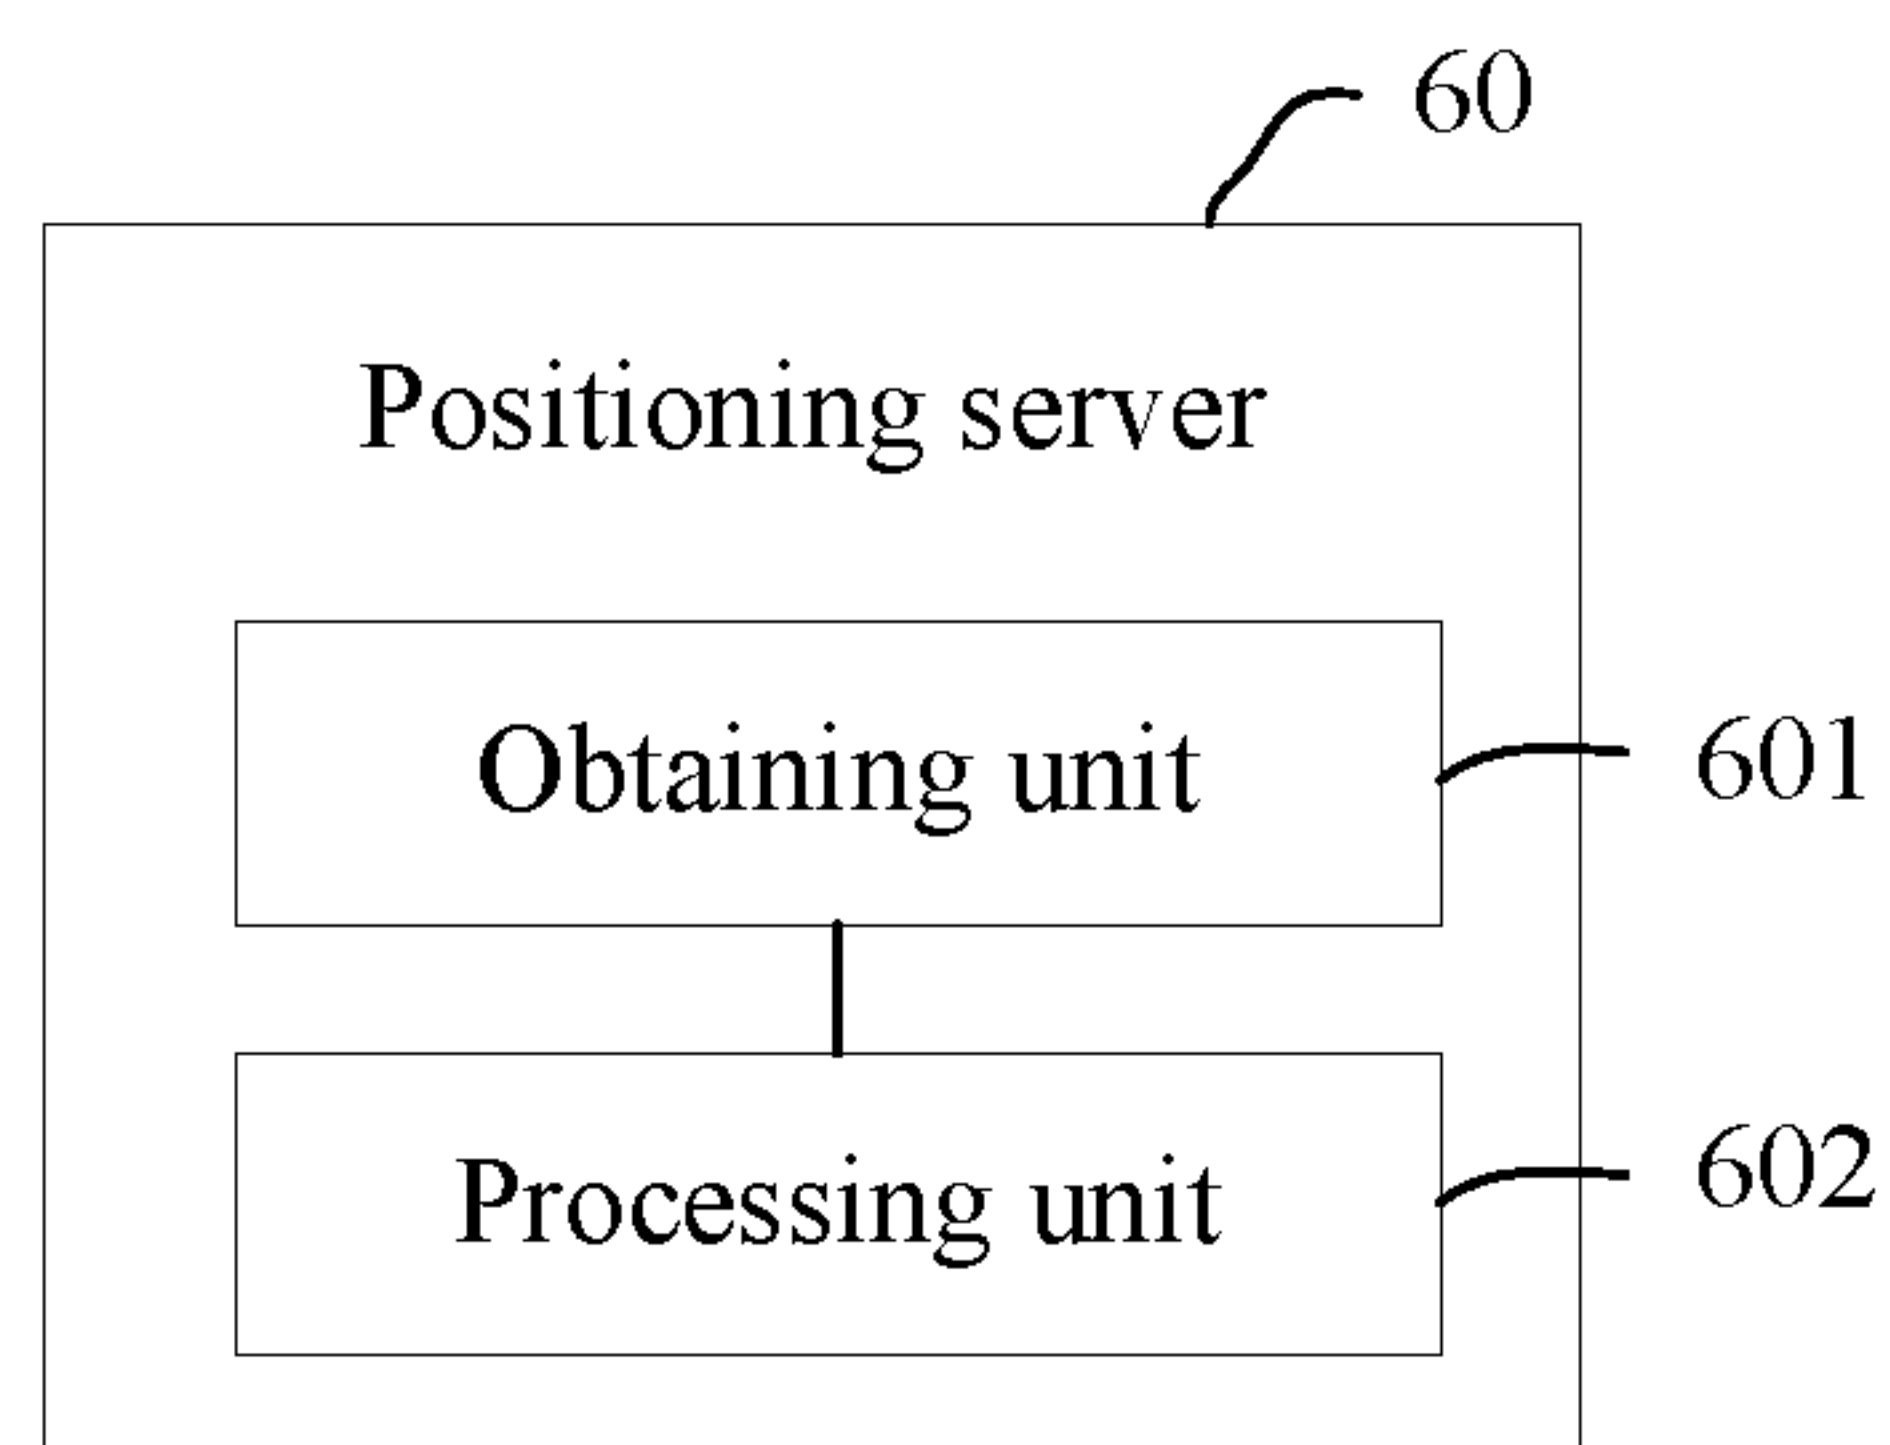 60
Positioning server
Obtaining unit
601
Processing unit
602